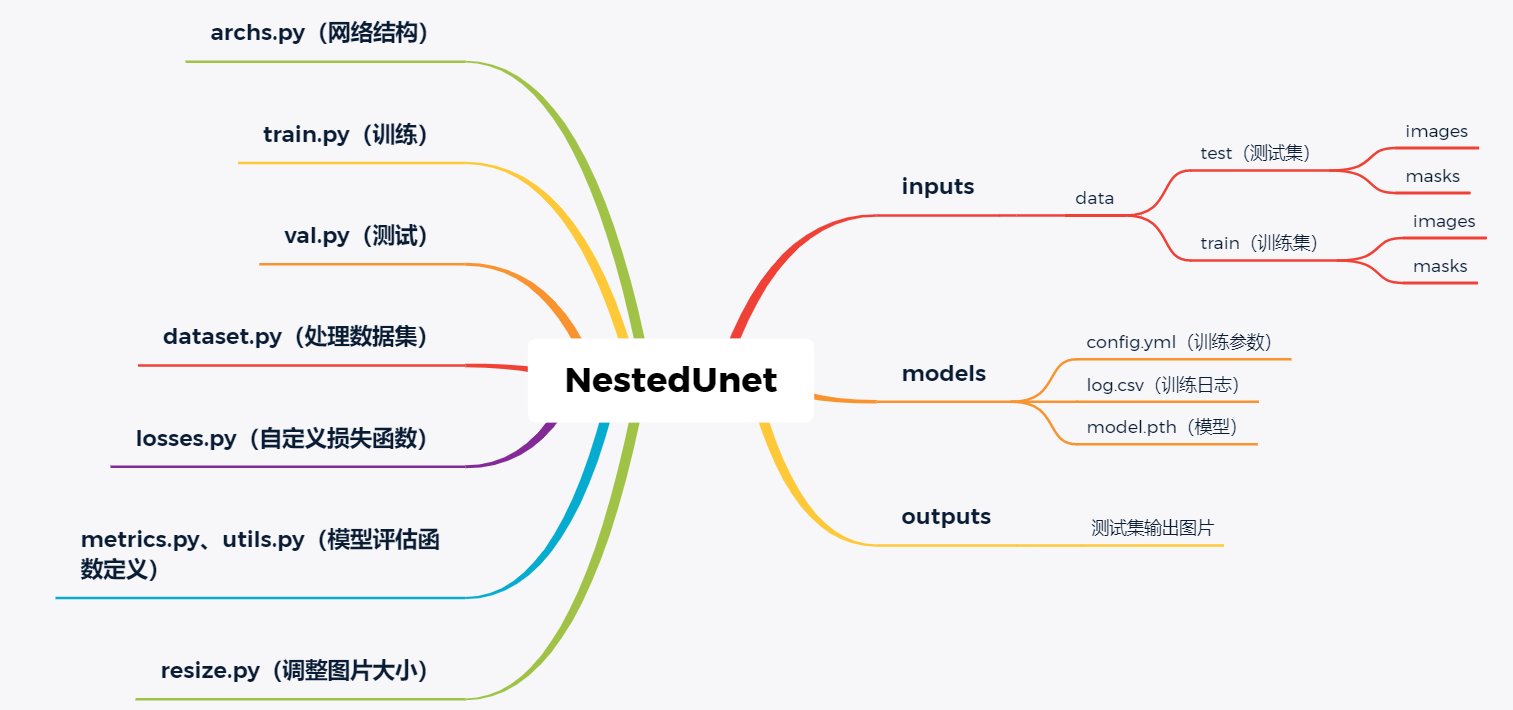 archs.py（网络结构）
train.py（训练）
val.py（测试）
dataset.py（处理数据集）
losses.py（自定义损失函数）
metrics.py、utils.py（模型评估函
数定义）
resize.py（调整图片大小）
NestedUnet
inputs
data
test（测试集）
images
masks
train（训练集）
images
masks
models
config.yml（训练参数）
log.csv（训练日志）
model.pth（模型）
outputs
测试集输出图片